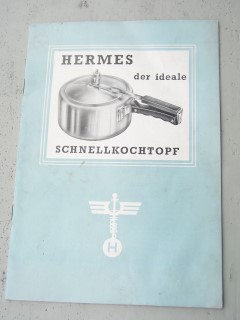 HERMES
der ideale
SCHNELLKOCHTOPF
H